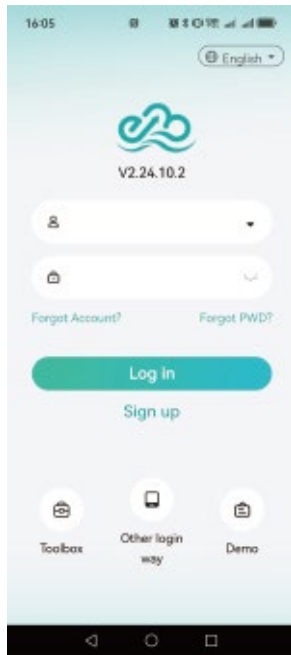 16:05
English
V2.24.10.2
Forgot Account?
Forgot PWD?
Log in
Sign up
Toolbox
Other login
way
Demo